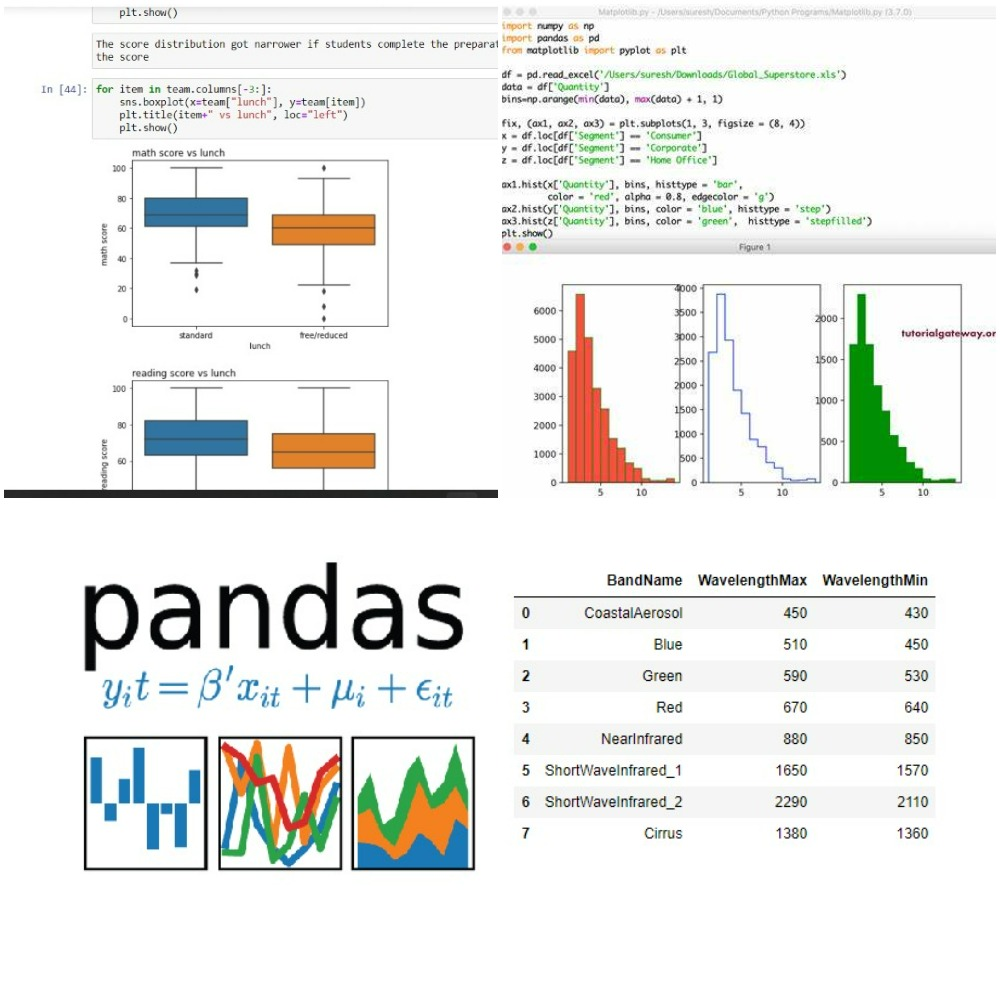 plt.show()
The score distribution got narrower if students complete the prepara
the score
In [44]: for item in team.columns[-3:]:
sns.boxplot(x=team["lunch"], y=team[item])
plt.title(item+" vs lunch", loc="left")
plt.show()
math score vs lunch
100
80
60
40
20
0
math score
standard free/reduced
lunch
reading score vs lunch
100
80
60
reading score
Matplotlib.py - /Users/suresh/Documents/Python Programs/Matplotlib.py (3.7.0)
import numpy as np
import pandas as pd
from matplotlib import pyplot as plt
df = pd.read_excel('/Users/suresh/Downloads/Global_Superstore.xls')
data = df['Quantity']
bins=np.arange(min(data), max(data) + 1, 1)
fix, (ax1, ax2, ax3) = plt.subplots(1, 3, figsize = (8, 4))
x = df.loc[df['Segment'] == 'Consumer']
y = df.loc[df['Segment'] == 'Corporate']
z = df.loc[df['Segment'] == 'Home Office']
ax1.hist(x['Quantity'], bins, histtype = 'bar',
color = 'red', alpha = 0.8, edgecolor = 'g')
ax2.hist(y['Quantity'], bins, color = 'blue', histtype = 'step')
ax3.hist(z['Quantity'], bins, color = 'green', histtype = 'stepfilled')
plt.show()
Figure 1
6000
5000
4000
3000
2000
1000
0
5 10
4000
3500
3000
2500
2000
1500
1000
500
0
5 10
2000
1500
1000
500
0
5 10
tutorialgateway.or
pandas
y_i t = β′x_{it} + μ_i + ϵ_{it}
BandName WavelengthMax WavelengthMin
0 CoastalAerosol 450 430
1 Blue 510 450
2 Green 590 530
3 Red 670 640
4 NearInfrared 880 850
5 ShortWaveInfrared_1 1650 1570
6 ShortWaveInfrared_2 2290 2110
7 Cirrus 1380 1360